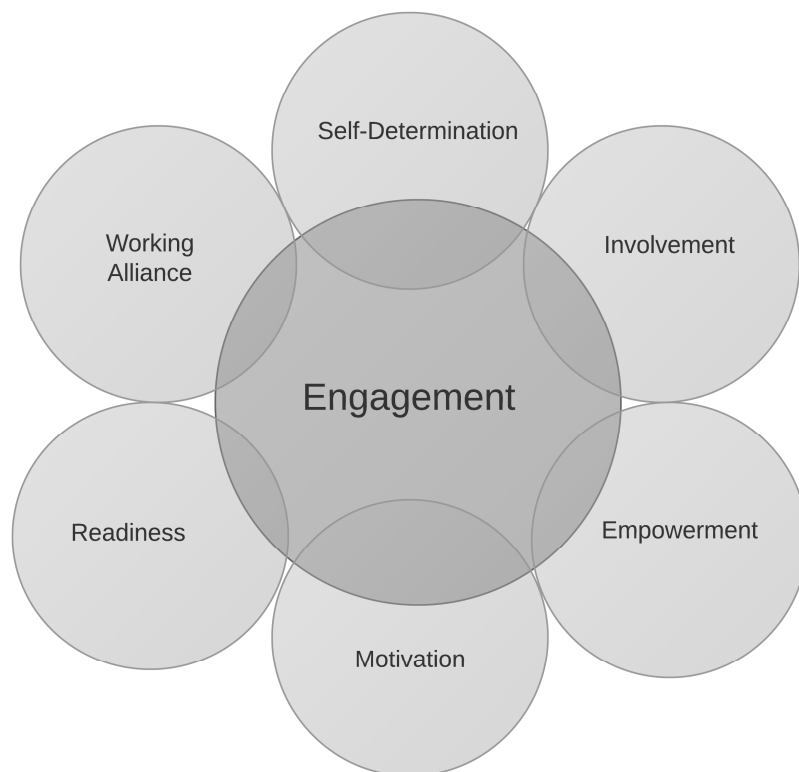 Self-Determination
Working
Alliance
Involvement
Engagement
Readiness
Empowerment
Motivation